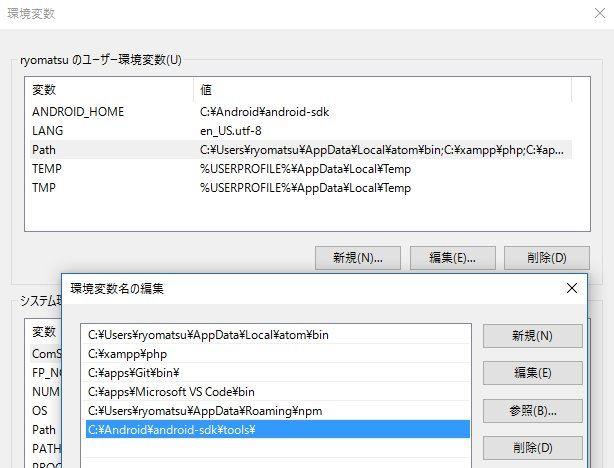 環境変数
ryomatsu のユーザー環境変数(U)
変数 値
ANDROID_HOME C:¥Android¥android-sdk
LANG en_US.utf-8
Path C:¥Users¥ryomatsu¥AppData¥Local¥atom¥bin;C:¥xampp¥php;C:¥ap...
TEMP %USERPROFILE%¥AppData¥Local¥Temp
TMP %USERPROFILE%¥AppData¥Local¥Temp
新規(N)... 編集(E)... 削除(D)
環境変数名の編集
システム環
変数
ComS
FP_NO
NUM
OS
Path
PATH
C:¥Users¥ryomatsu¥AppData¥Local¥atom¥bin
C:¥xampp¥php
C:¥apps¥Git¥bin¥
C:¥apps¥Microsoft VS Code¥bin
C:¥Users¥ryomatsu¥AppData¥Roaming¥npm
C:¥Android¥android-sdk¥tools¥
新規(N)
編集(E)
参照(B)...
削除(D)